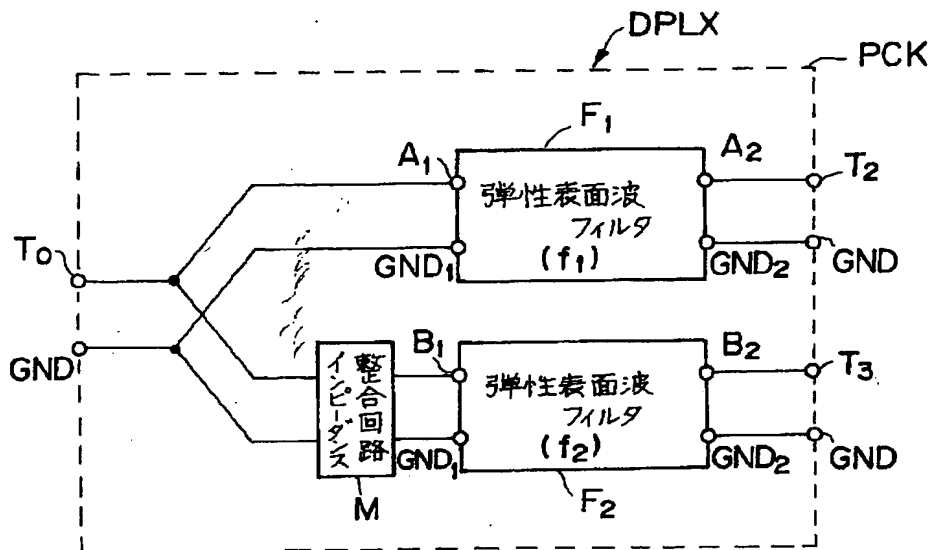 DPLX
PCK
F1
A1
A2
T2
弾性表面波
フィルタ
(f1)
T0
GND1
GND2
GND
GND
インピーダンス
整合回路
B1
B2
T3
弾性表面波
フィルタ
(f2)
GND1
GND2
GND
M
F2